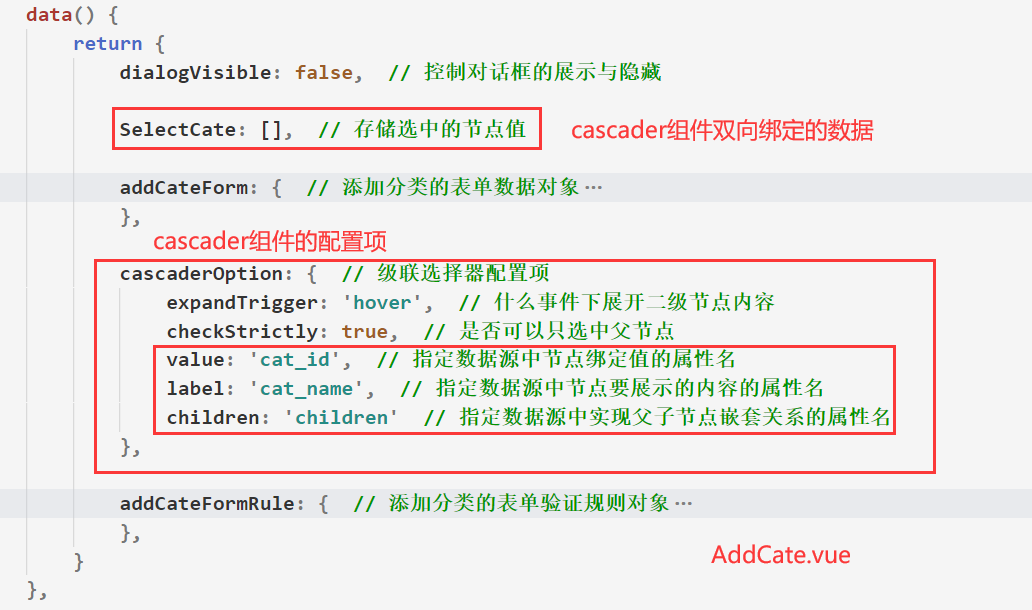 data() {
return {
dialogVisible: false, // 控制对话框的展示与隐藏
SelectCate: [], // 存储选中的节点值 cascader组件双向绑定的数据
addCateForm: { // 添加分类的表单数据对象 ···
},
cascader组件的配置项
cascaderOption: { // 级联选择器配置项
expandTrigger: 'hover', // 什么事件下展开二级节点内容
checkStrictly: true, // 是否可以只选中父节点
value: 'cat_id', // 指定数据源中节点绑定值的属性名
label: 'cat_name', // 指定数据源中节点要展示的内容的属性名
children: 'children' // 指定数据源中实现父子节点嵌套关系的属性名
},
addCateFormRule: { // 添加分类的表单验证规则对象 ···
},
}
AddCate.vue
},